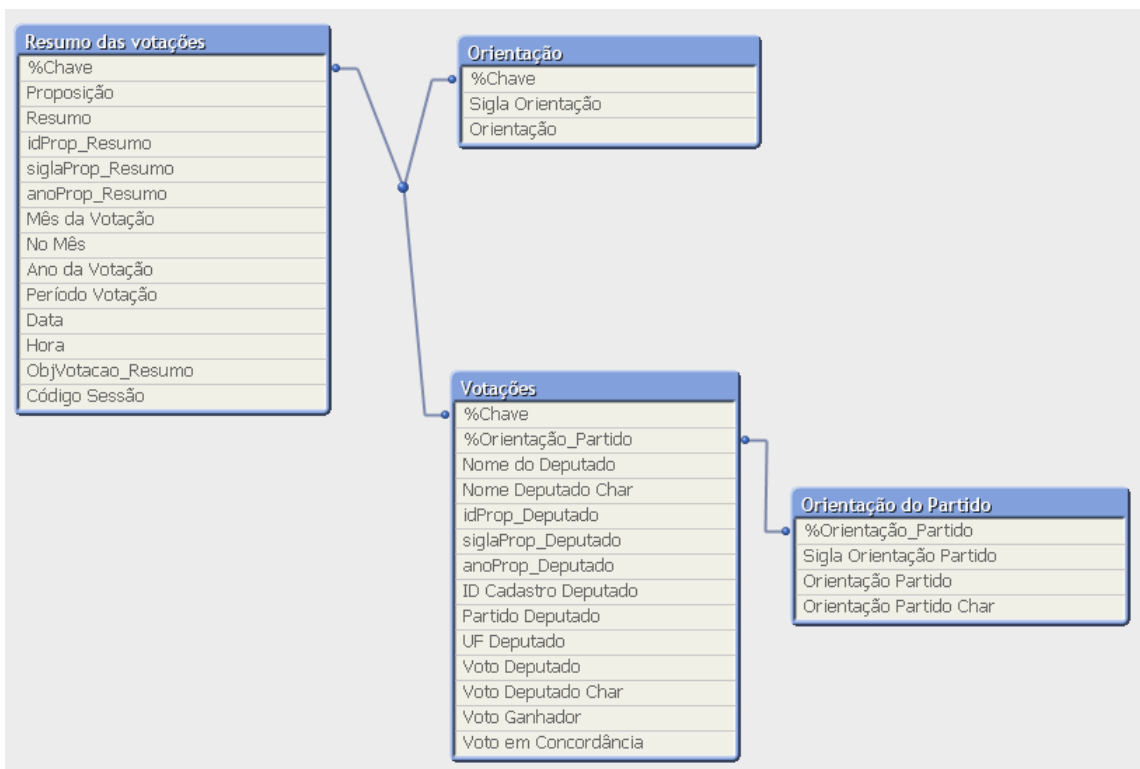 Resumo das votações
%Chave
Proposição
Resumo
idProp_Resumo
siglaProp_Resumo
anoProp_Resumo
Mês da Votação
No Mês
Ano da Votação
Período Votação
Data
Hora
ObjVotacao_Resumo
Código Sessão
Orientação
%Chave
Sigla Orientação
Orientação
Votações
%Chave
%Orientação_Partido
Nome do Deputado
Nome Deputado Char
idProp_Deputado
siglaProp_Deputado
anoProp_Deputado
ID Cadastro Deputado
Partido Deputado
UF Deputado
Voto Deputado
Voto Deputado Char
Voto Ganhador
Voto em Concordância
Orientação do Partido
%Orientação_Partido
Sigla Orientação Partido
Orientação Partido
Orientação Partido Char